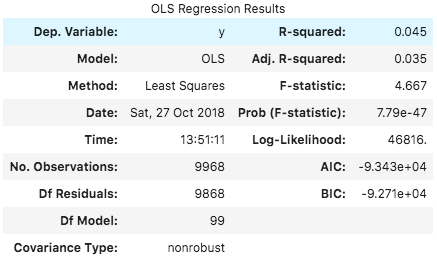 OLS Regression Results
Dep. Variable: y R-squared: 0.045
Model: OLS Adj. R-squared: 0.035
Method: Least Squares F-statistic: 4.667
Date: Sat, 27 Oct 2018 Prob (F-statistic): 7.79e-47
Time: 13:51:11 Log-Likelihood: 46816.
No. Observations: 9968 AIC: -9.343e+04
Df Residuals: 9868 BIC: -9.271e+04
Df Model: 99
Covariance Type: nonrobust